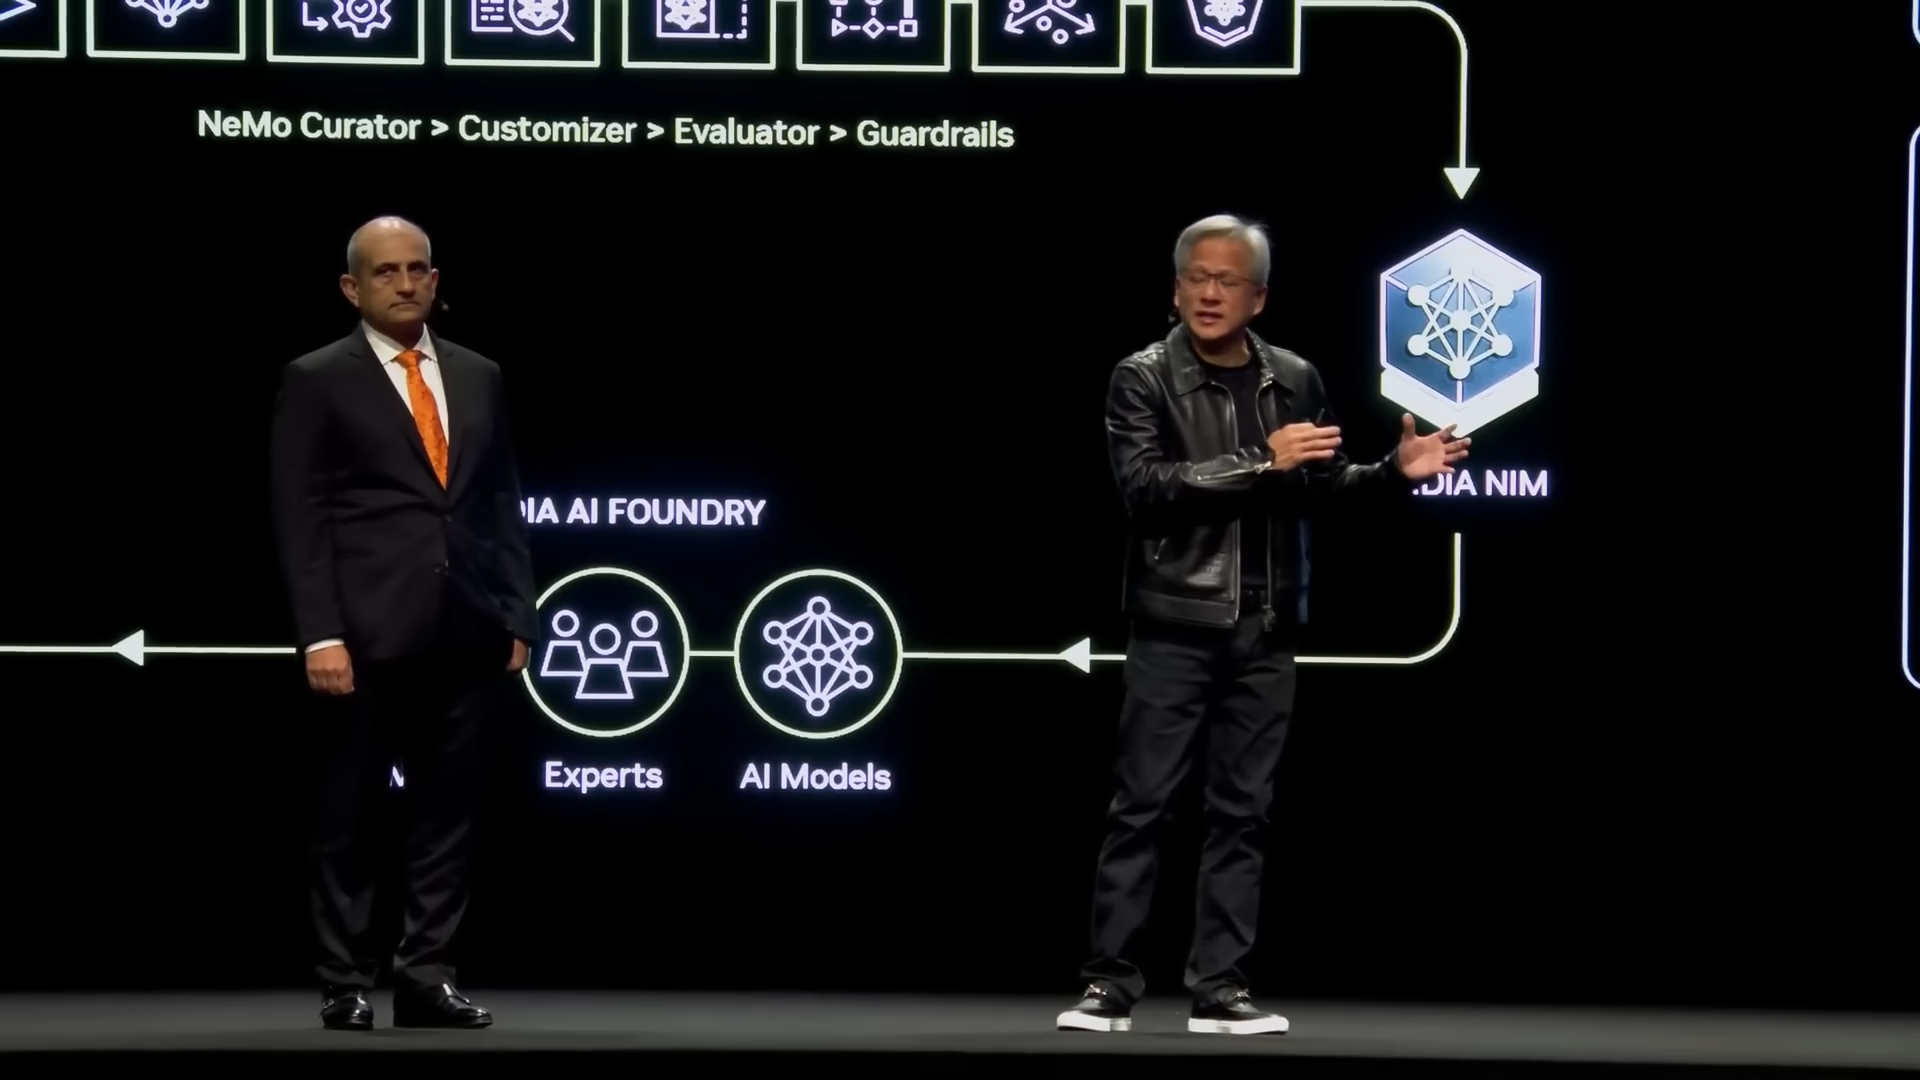 NeMo Curator > Customizer > Evaluator > Guardrails
DIA NIM
DIA AI FOUNDRY
Experts
AI Models